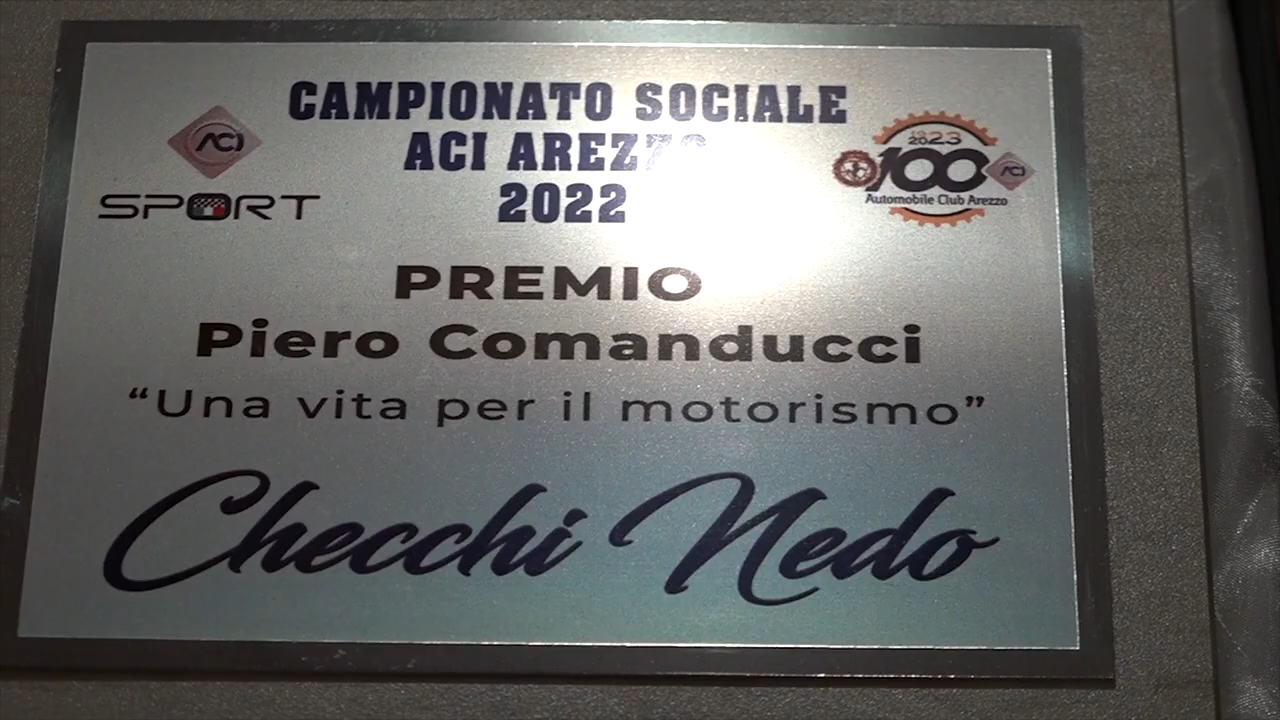 CAMPIONATO SOCIALE
ACI AREZZO
2022
ACI
SPORT
2023
100
ACI
Automobile Club Arezzo
PREMIO
Piero Comanducci
“Una vita per il motorismo”
Checchi Nedo